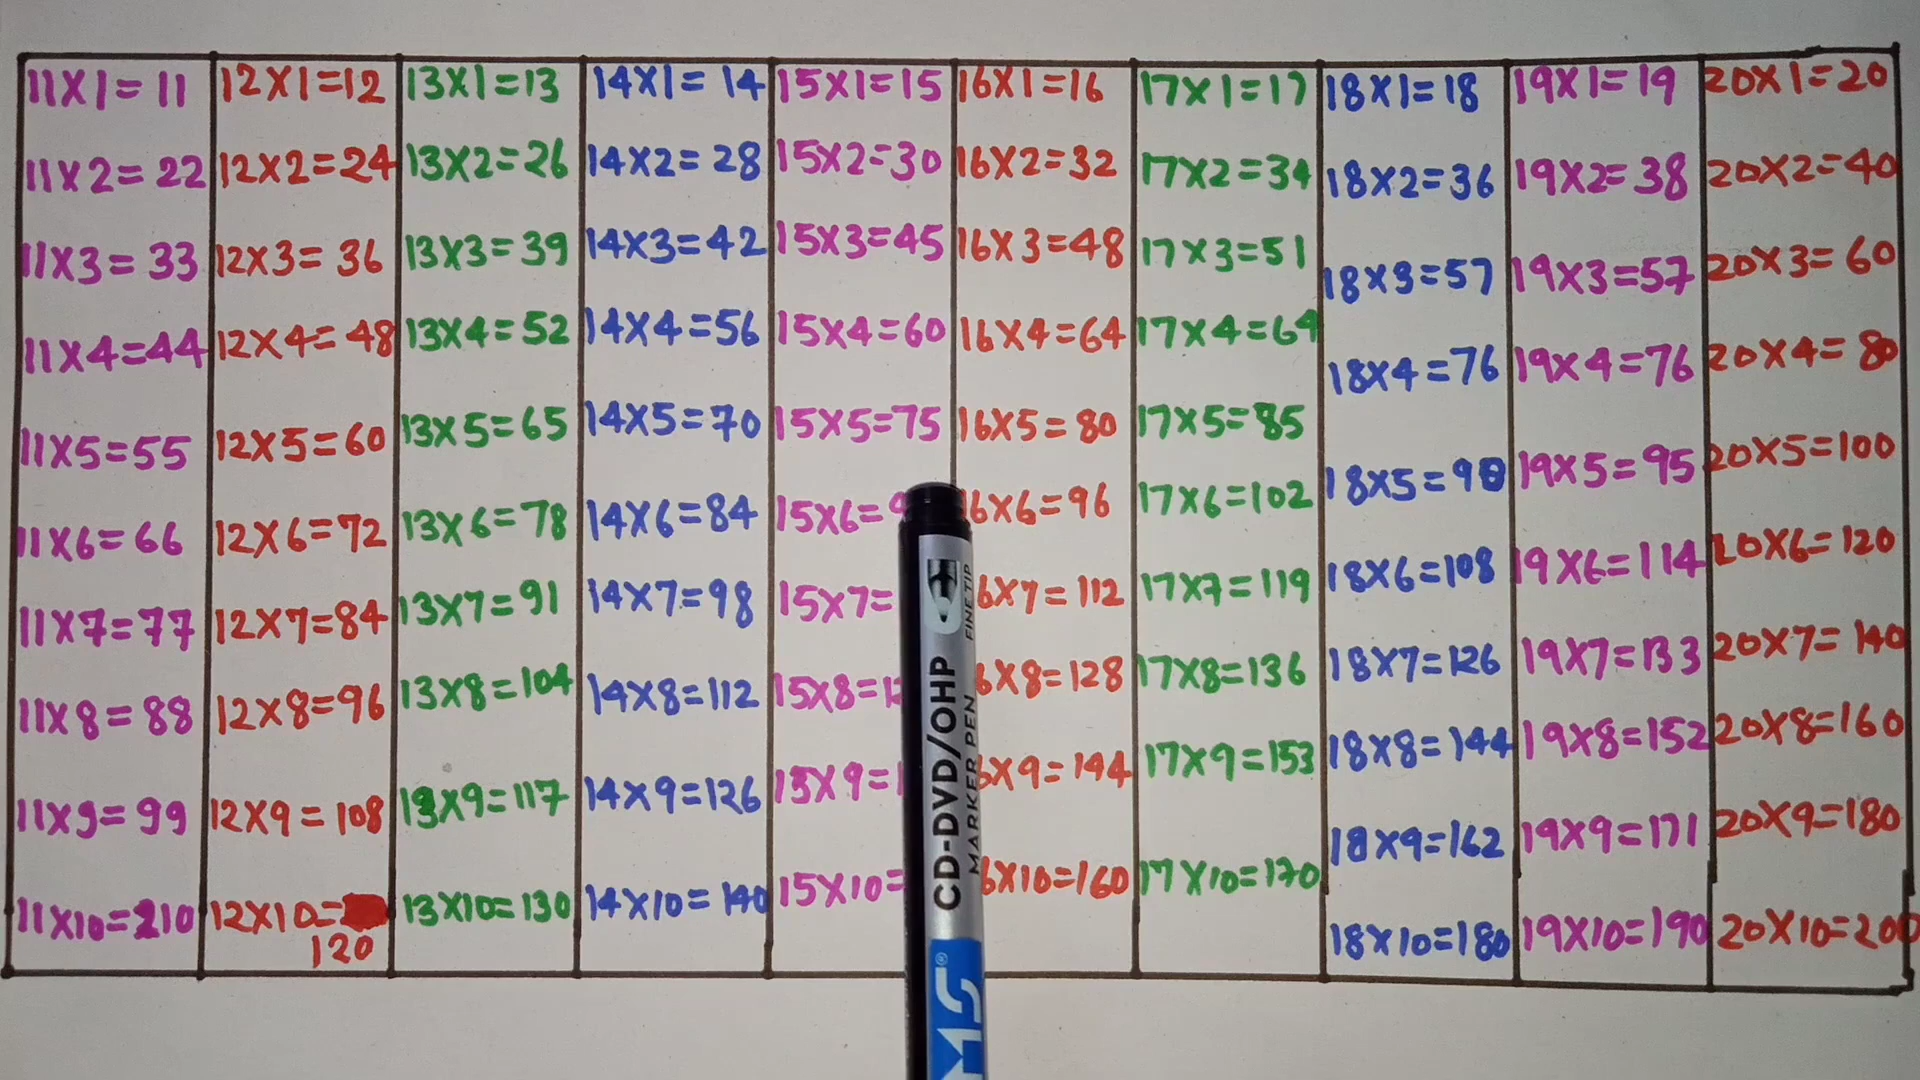 11X1=11
11X2=22
11X3=33
11X4=44
11X5=55
11X6=66
11X7=77
11X8=88
11X9=99
11X10=210
12X1=12
12X2=24
12X3=36
12X4=48
12X5=60
12X6=72
12X7=84
12X8=96
12X9=108
12X10=
120
13X1=13
13X2=26
13X3=39
13X4=52
13X5=65
13X6=78
13X7=91
13X8=104
13X9=117
13X10=130
14X1=14
14X2=28
14X3=42
14X4=56
14X5=70
14X6=84
14X7=98
14X8=112
14X9=126
14X10=140
15X1=15
15X2=30
15X3=45
15X4=60
15X5=75
15X6=
15X7=
15X8=
15X9=
15X10=
16X1=16
16X2=32
16X3=48
16X4=64
16X5=80
16X6=96
6X7=112
6X8=128
6X9=144
6X10=160
17X1=17
17X2=34
17X3=51
17X4=64
17X5=85
17X6=102
17X7=119
17X8=136
17X9=153
17X10=170
18X1=18
18X2=36
18X3=57
18X4=76
18X5=90
18X6=108
18X7=126
18X8=144
18X9=162
18X10=180
19X1=19
19X2=38
19X3=57
19X4=76
19X5=95
19X6=114
19X7=133
19X8=152
19X9=171
19X10=190
20X1=20
20X2=40
20X3=60
20X4=80
20X5=100
20X6=120
20X7=140
20X8=160
20X9=180
20X10=200
FINETIP
CD-DVD/OHP
MARKER PEN